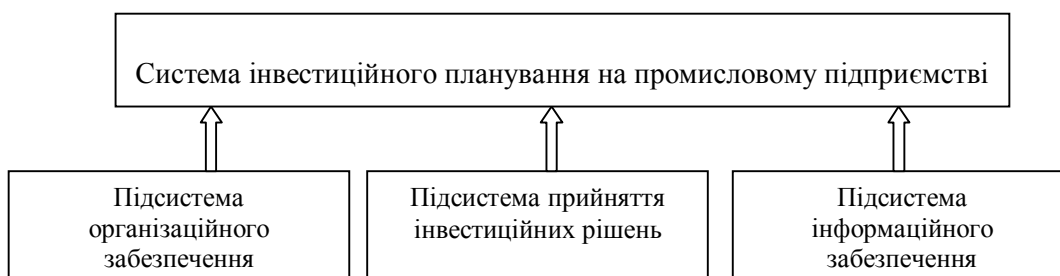 Система інвестиційного планування на промисловому підприємстві
Підсистема
організаційного
забезпечення
Підсистема прийняття
інвестиційних рішень
Підсистема
інформаційного
забезпечення